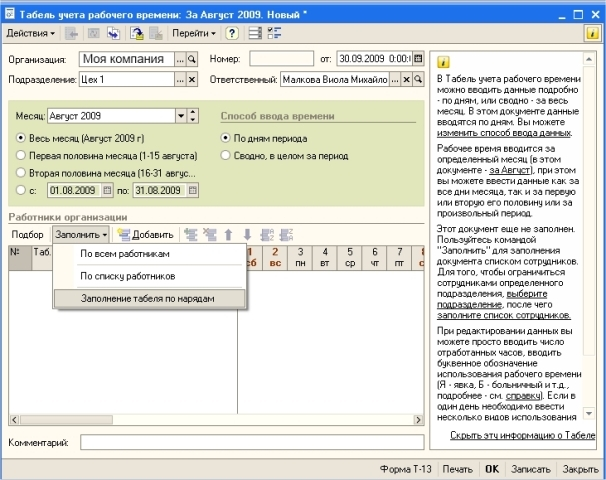 Табель учета рабочего времени: За Август 2009. Новый *
Действия
Перейти
Организация: Моя компания
Номер:
от: 30.09.2009 0:00:
Подразделение: Цех 1
Ответственный: Малкова Виола Михайло
Месяц: Август 2009
Способ ввода времени
Весь месяц (Август 2009 г)
По дням периода
Первая половина месяца (1-15 августа)
Сводно, в целом за период
Вторая половина месяца (16-31 авгус...
с: 01.08.2009 по: 31.08.2009
Работники организации
Подбор Заполнить Добавить
№ Таб. 1 2 3 4 5 6 7
сб вс пн вт ср чт пт
По всем работникам
По списку работников
Заполнение табеля по нарядам
Комментарий:
В Табель учета рабочего времени
можно вводить данные подробно
- по дням, или сводно - за весь
месяц. В этом документе данные
вводятся по дням. Вы можете
изменить способ ввода данных.
Рабочее время вводится за
определенный месяц (в этом
документе - за Август), при этом
вы можете ввести данные как за
все дни месяца, так и за первую
или вторую его половину или за
произвольный период.
Этот документ еще не заполнен.
Пользуйтесь командой
"Заполнить" для заполнения
документа списком сотрудников.
Для того, чтобы ограничиться
сотрудниками определенного
подразделения, выберите
подразделение, после чего
заполните список сотрудников.
При редактировании данных вы
можете просто вводить число
отработанных часов, вводить
буквенное обозначение
использования рабочего времени
(Я - явка, Б - больничный и т.д.,
подробнее - см. справку). Если в
один день необходимо ввести
несколько видов использования
Скрыть эту информацию о Табеле
Форма Т-13 Печать ОК Записать Закрыть